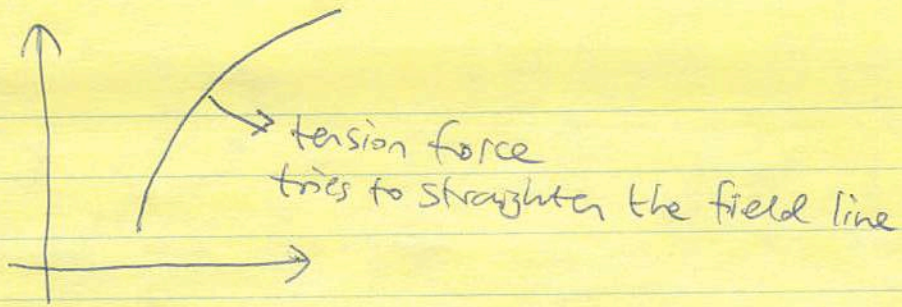 tension force
tries to straighten the field line